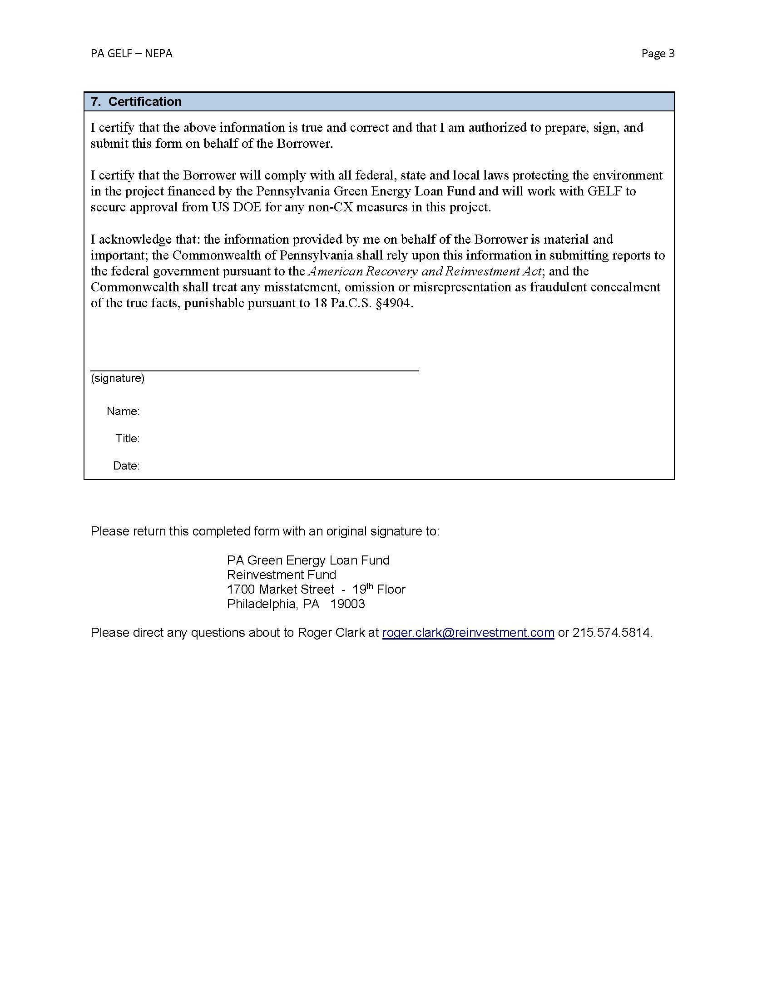 PA GELF – NEPA Page 3
7. Certification
I certify that the above information is true and correct and that I am authorized to prepare, sign, and
submit this form on behalf of the Borrower.
I certify that the Borrower will comply with all federal, state and local laws protecting the environment
in the project financed by the Pennsylvania Green Energy Loan Fund and will work with GELF to
secure approval from US DOE for any non-CX measures in this project.
I acknowledge that: the information provided by me on behalf of the Borrower is material and
important; the Commonwealth of Pennsylvania shall rely upon this information in submitting reports to
the federal government pursuant to the American Recovery and Reinvestment Act; and the
Commonwealth shall treat any misstatement, omission or misrepresentation as fraudulent concealment
of the true facts, punishable pursuant to 18 Pa.C.S. §4904.
(signature)
Name:
Title:
Date:
Please return this completed form with an original signature to:
PA Green Energy Loan Fund
Reinvestment Fund
1700 Market Street - 19th Floor
Philadelphia, PA 19003
Please direct any questions about to Roger Clark at roger.clark@reinvestment.com or 215.574.5814.